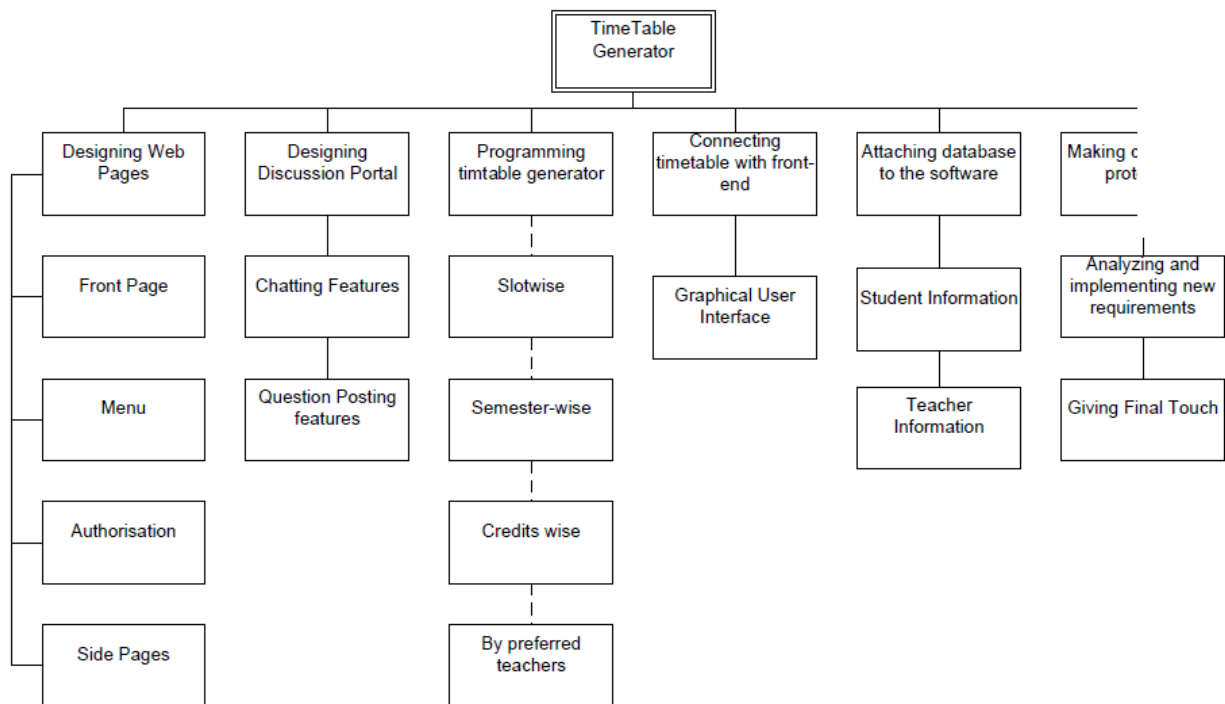 TimeTable
Generator
Designing Web
Pages
Designing
Discussion Portal
Programming
timtable generator
Connecting
timetable with front-
end
Attaching database
to the software
Making
Front Page
Chatting Features
Slotwise
Graphical User
Interface
Student Information
Analyzing and
implementing new
requirements
Menu
Question Posting
features
Semester-wise
Teacher
Information
Giving Final Touch
Authorisation
Credits wise
Side Pages
By preferred
teachers